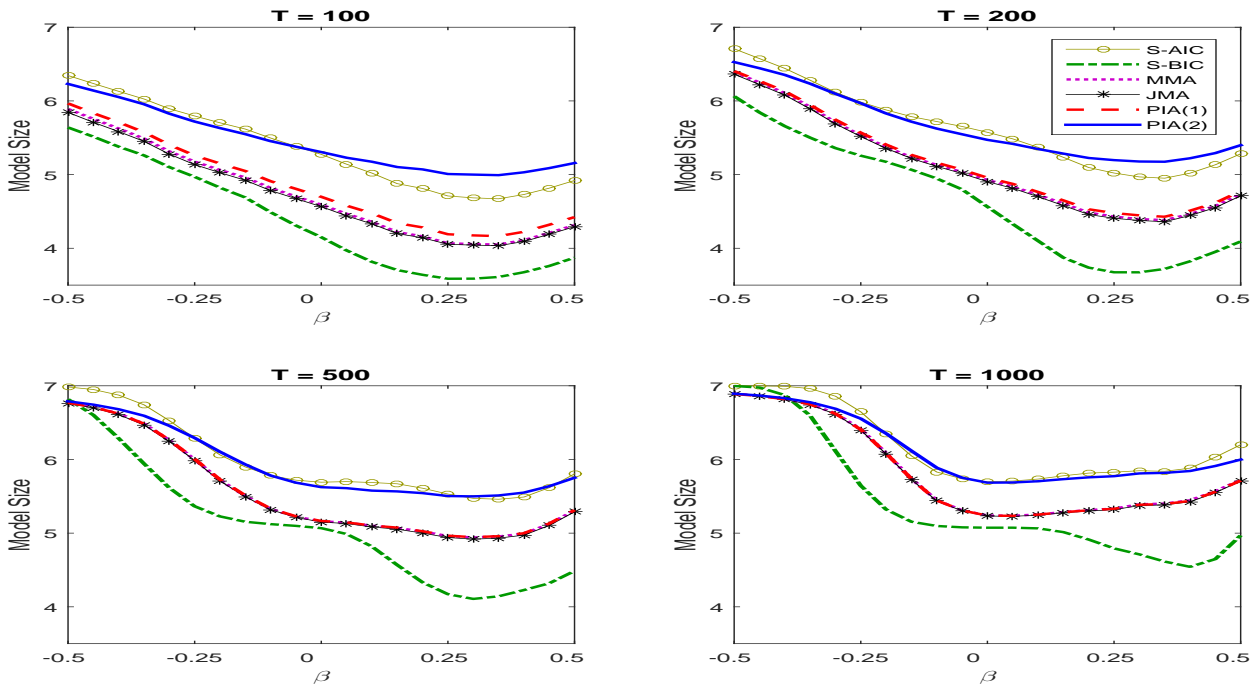 T = 100
7
6
5
4
Model Size
-0.5
-0.25
0
0.25
0.5
β
T = 200
7
6
5
4
Model Size
-0.5
-0.25
0
0.25
0.5
β
S-AIC
S-BIC
MMA
JMA
PIA(1)
PIA(2)
T = 500
7
6
5
4
Model Size
-0.5
-0.25
0
0.25
0.5
β
T = 1000
7
6
5
4
Model Size
-0.5
-0.25
0
0.25
0.5
β